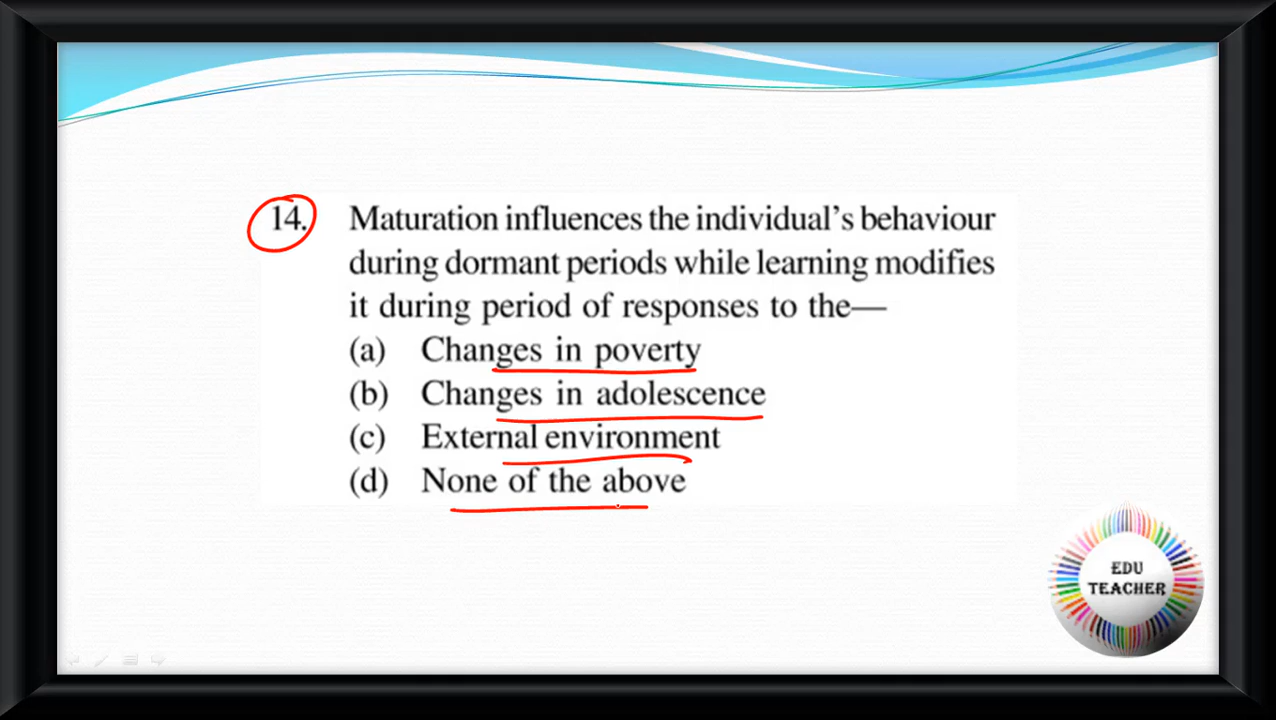 14. Maturation influences the individual's behaviour
during dormant periods while learning modifies
it during period of responses to the—
(a) Changes in poverty
(b) Changes in adolescence
(c) External environment
(d) None of the above
EDU
TEACHER